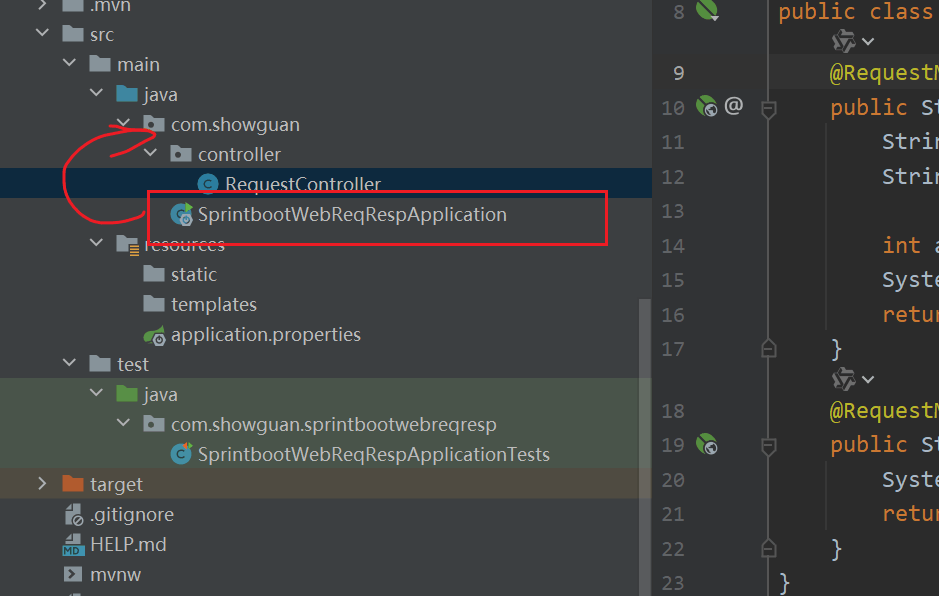 .mvn
src
main
java
com.showguan
controller
RequestController
SprintbootWebReqRespApplication
resources
static
templates
application.properties
test
java
com.showguan.sprintbootwebreqresp
SprintbootWebReqRespApplicationTests
target
.gitignore
HELP.md
mvnw
8 public class
9 @RequestM
10 public St
11 Strin
12 Strin
13
14 int a
15 Syste
16 retur
17 }
18 @RequestM
19 public St
20 Syste
21 retur
22 }
23 }